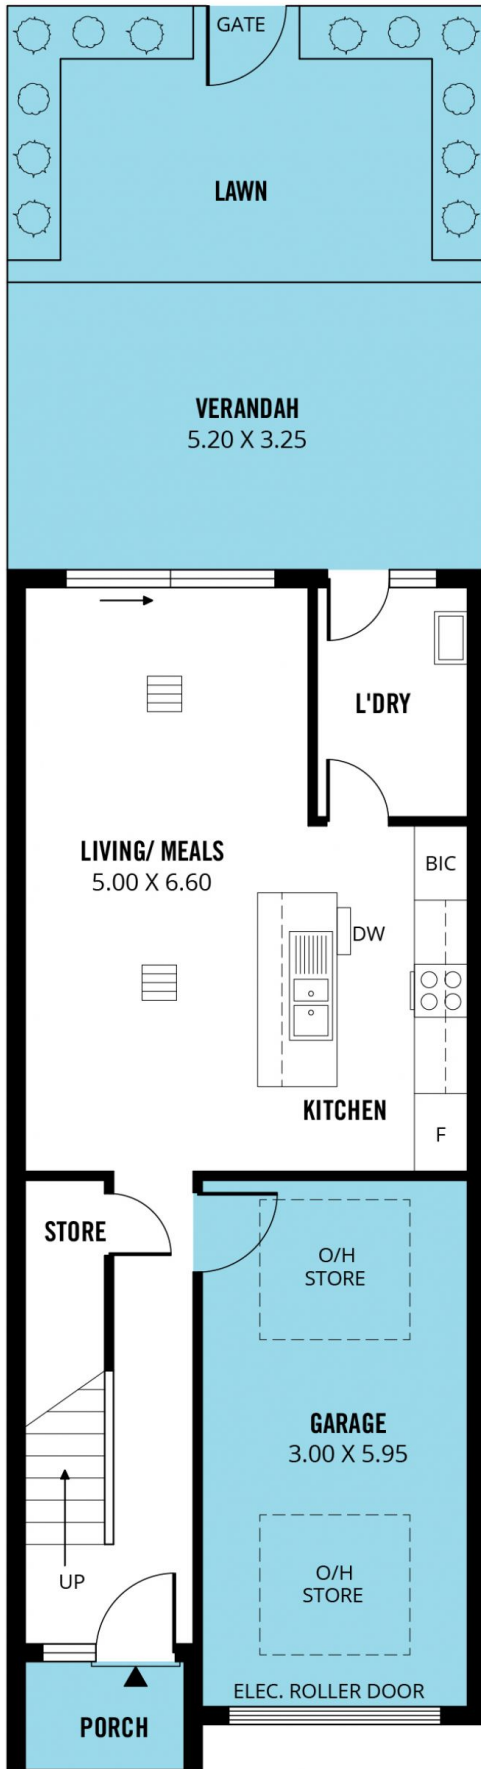 GATE
LAWN
VERANDAH
5.20 X 3.25
L'DRY
LIVING/ MEALS
5.00 X 6.60
BIC
DW
KITCHEN
F
STORE
O/H
STORE
GARAGE
3.00 X 5.95
O/H
STORE
UP
ELEC. ROLLER DOOR
PORCH